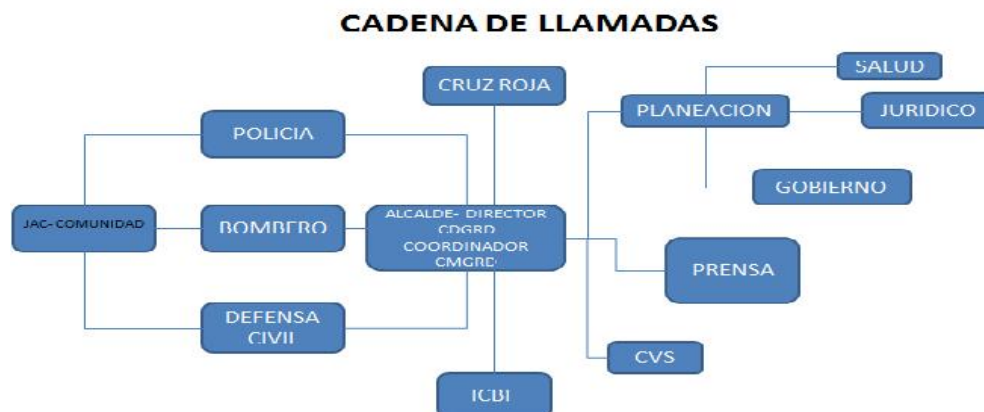 CADENA DE LLAMADAS
SALUD
CRUZ ROJA
PLANEACION
JURIDICO
POLICIA
GOBIERNO
JAC- COMUNIDAD
BOMBERO
ALCALDE- DIRECTOR
CDGRD
COORDINADOR
CMGRD
PRENSA
DEFENSA
CIVIL
CVS
ICBF